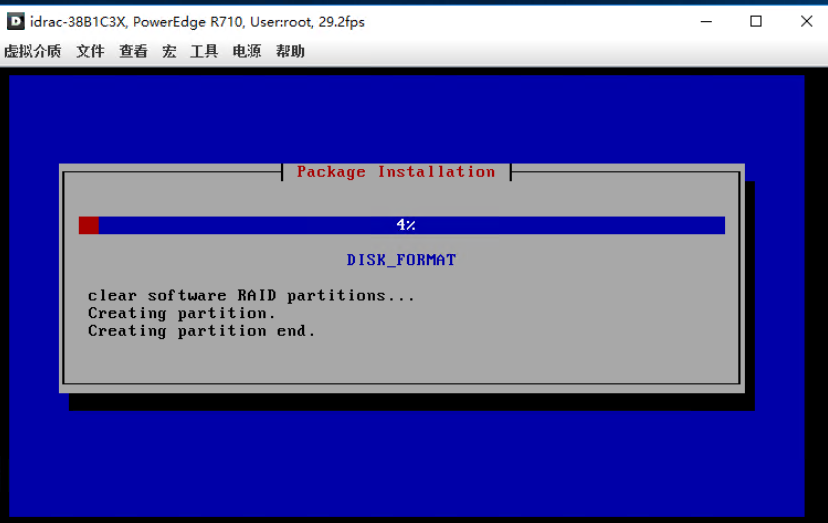 idrac-38B1C3X, PowerEdge R710, User:root, 29.2fps
虚拟介质 文件 查看 宏 工具 电源 帮助
Package Installation
4%
DISK_FORMAT
clear software RAID partitions...
Creating partition.
Creating partition end.